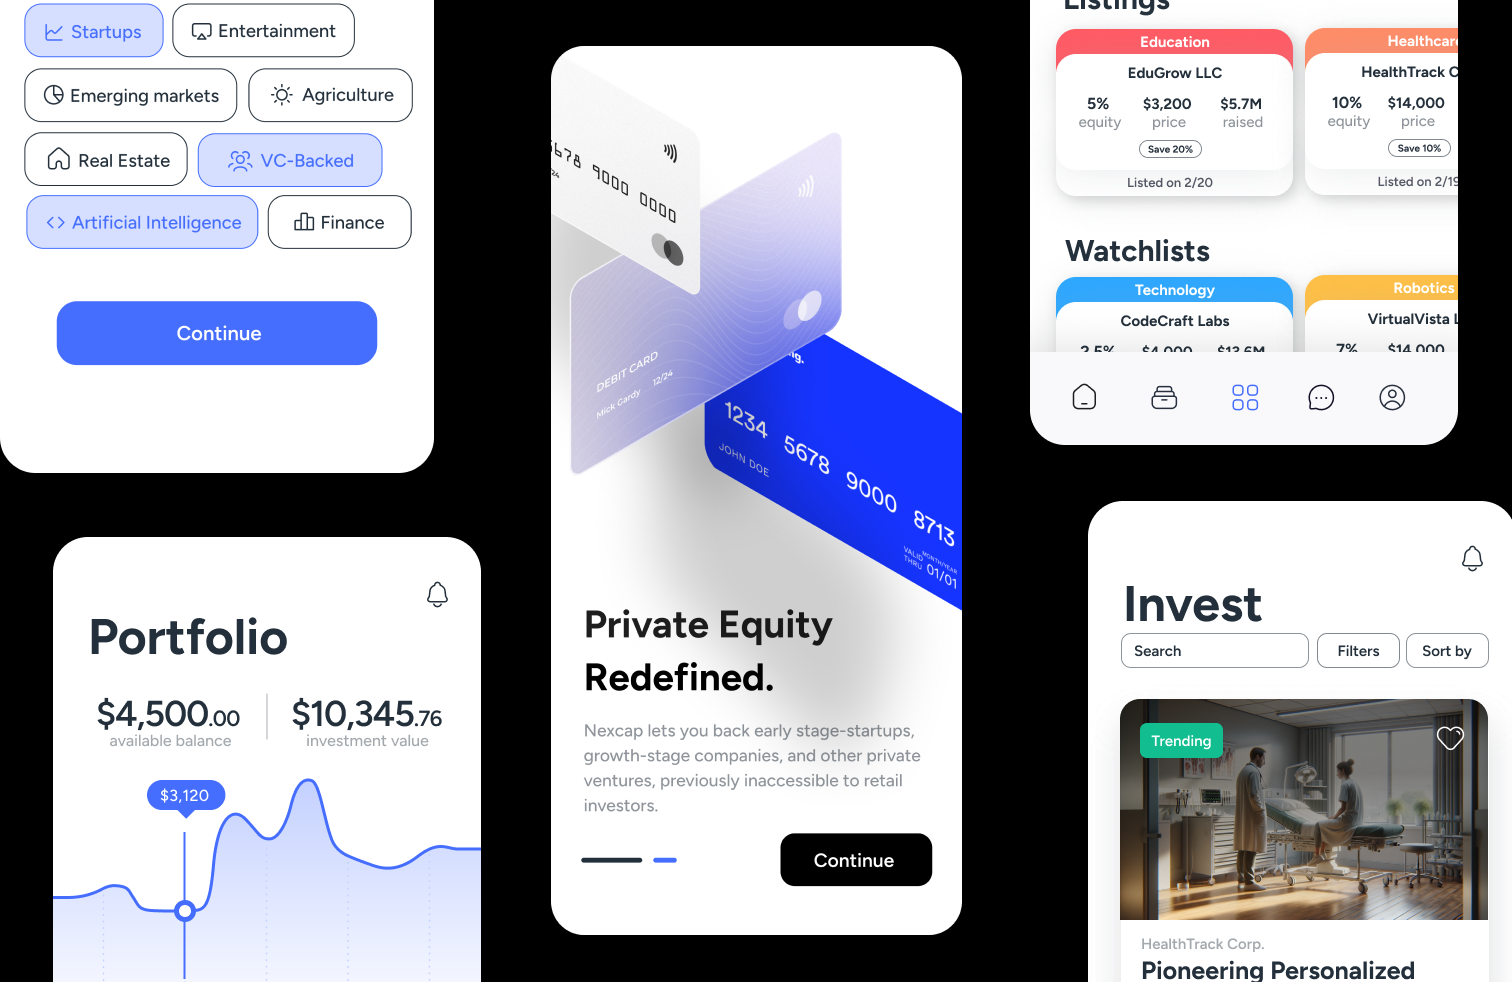 Startups
Entertainment
Emerging markets
Agriculture
Real Estate
VC-Backed
Artificial Intelligence
Finance
Continue
Portfolio
$4,500.00
available balance
$10,345.76
investment value
$3,120
5678 9000 0000
/24
DEBIT CARD
Mick Gardy 12/24
ng.
1234 5678 9000 8713
JOHN DOE
VALID THRU
MONTH/YEAR
01/01
Private Equity
Redefined.
Nexcap lets you back early stage-startups,
growth-stage companies, and other private
ventures, previously inaccessible to retail
investors.
Continue
Listings
Education
EduGrow LLC
5% $3,200 $5.7M
equity price raised
Save 20%
Listed on 2/20
Healthcare
HealthTrack C
10% $14,000
equity price
Save 10%
Listed on 2/19
Watchlists
Technology
CodeCraft Labs
2.5% $4,000 $13.6M
Robotics
VirtualVista L
7% $14,000
Invest
Search
Filters
Sort by
Trending
HealthTrack Corp.
Pioneering Personalized